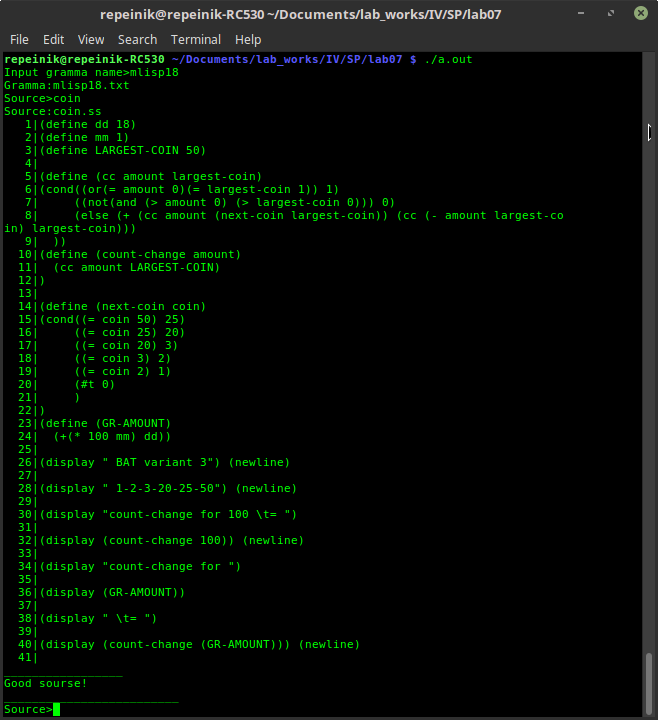 repeinik@repeinik-RC530 ~/Documents/lab_works/IV/SP/lab07
File Edit View Search Terminal Help
repeinik@repeinik-RC530 ~/Documents/lab_works/IV/SP/lab07 $ ./a.out
Input gramma name>mlisp18
Gramma:mlisp18.txt
Source>coin
Source:coin.ss
   1|(define dd 18)
   2|(define mm 1)
   3|(define LARGEST-COIN 50)
   4|
   5|(define (cc amount largest-coin)
   6|(cond((or(= amount 0)(= largest-coin 1)) 1)
   7|     ((not(and (> amount 0) (> largest-coin 0))) 0)
   8|     (else (+ (cc amount (next-coin largest-coin)) (cc (- amount largest-co
in) largest-coin)))
   9|  ))
  10|(define (count-change amount)
  11|  (cc amount LARGEST-COIN)
  12|)
  13|
  14|(define (next-coin coin)
  15|(cond((= coin 50) 25)
  16|     ((= coin 25) 20)
  17|     ((= coin 20) 3)
  18|     ((= coin 3) 2)
  19|     ((= coin 2) 1)
  20|     (#t 0)
  21|     )
  22|)
  23|(define (GR-AMOUNT)
  24|  (+(* 100 mm) dd))
  25|
  26|(display " BAT variant 3") (newline)
  27|
  28|(display " 1-2-3-20-25-50") (newline)
  29|
  30|(display "count-change for 100 \t= ")
  31|
  32|(display (count-change 100)) (newline)
  33|
  34|(display "count-change for ")
  35|
  36|(display (GR-AMOUNT))
  37|
  38|(display " \t= ")
  39|
  40|(display (count-change (GR-AMOUNT))) (newline)
  41|
_________________
Good sourse!
_________________________
Source>